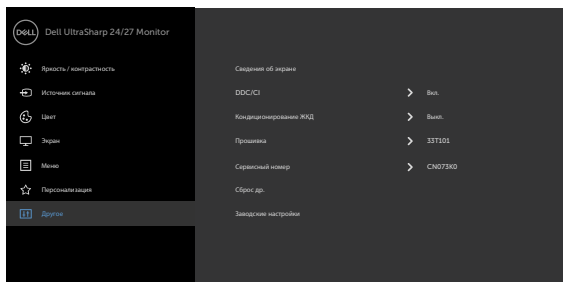 DELL
Dell UltraSharp 24/27 Monitor
Яркость / контрастность
Источник сигнала
Цвет
Экран
Меню
Персонализация
Другое
Сведения об экране
DDC/CI Вкл.
Кондиционирование ЖКД Выкл.
Прошивка 33T101
Сервисный номер CN073K0
Сброс др.
Заводские настройки